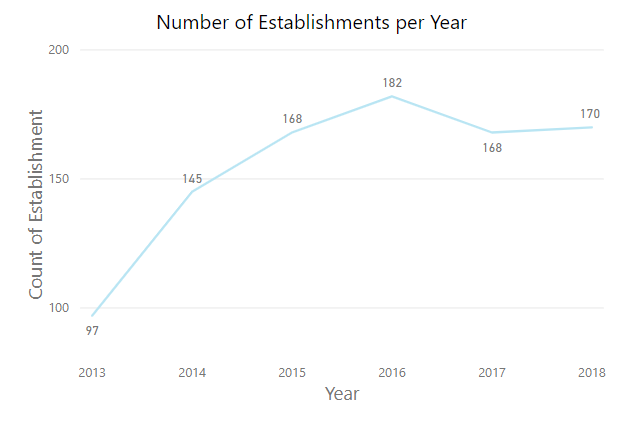 Number of Establishments per Year
200
150
100
Count of Establishment
97
145
168
182
168
170
2013 2014 2015 2016 2017 2018
Year